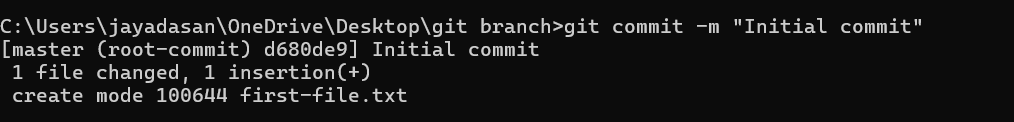 C:\Users\jayadasan\OneDrive\Desktop\git branch>git commit -m "Initial commit"
[master (root-commit) d680de9] Initial commit
 1 file changed, 1 insertion(+)
 create mode 100644 first-file.txt